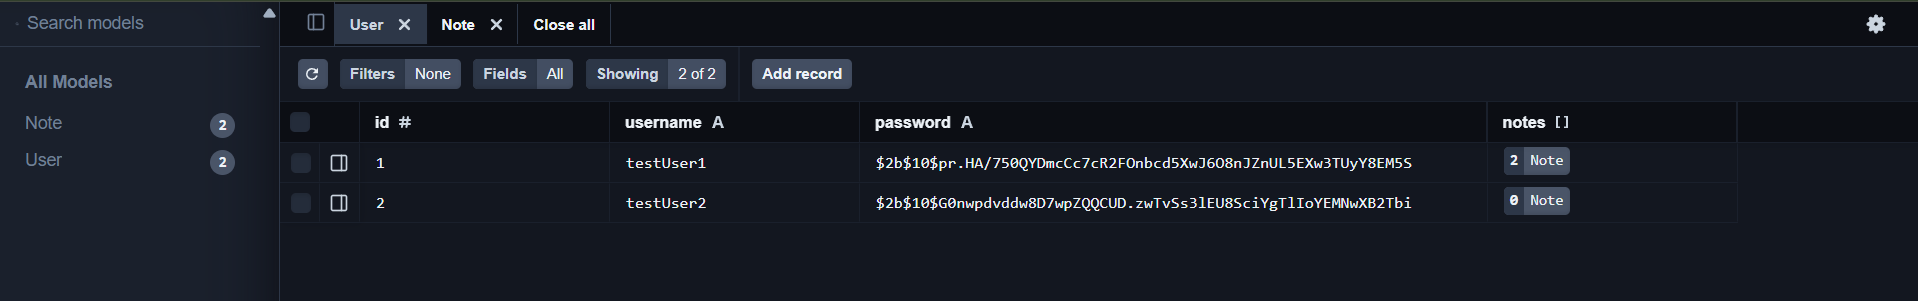 Search models
User
Note
Close all
Filters None
Fields All
Showing 2 of 2
Add record
All Models
Note 2
User 2
id #
username A
password A
notes []
1 testUser1 $2b$10$pr.HA/750QYDmcCc7cR2FOnbcd5XwJ6O8nJZnUL5EXw3TUyY8EM5S 2 Note
2 testUser2 $2b$10$G0nwpdvddw8D7wpZQQCUD.zwTvSs3lEU8SciYgTlIoYEMNwXB2Tbi 0 Note